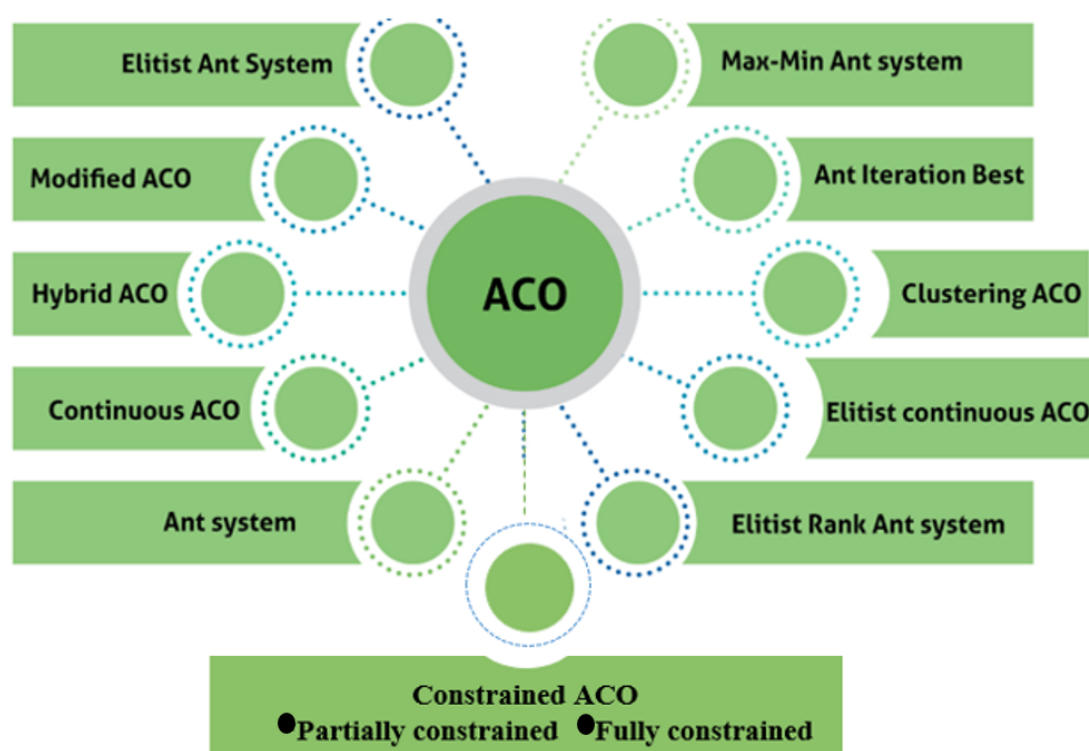 Elitist Ant System
Max-Min Ant system
Modified ACO
Ant Iteration Best
Hybrid ACO
ACO
Clustering ACO
Continuous ACO
Elitist continuous ACO
Ant system
Elitist Rank Ant system
Constrained ACO
●Partially constrained ●Fully constrained